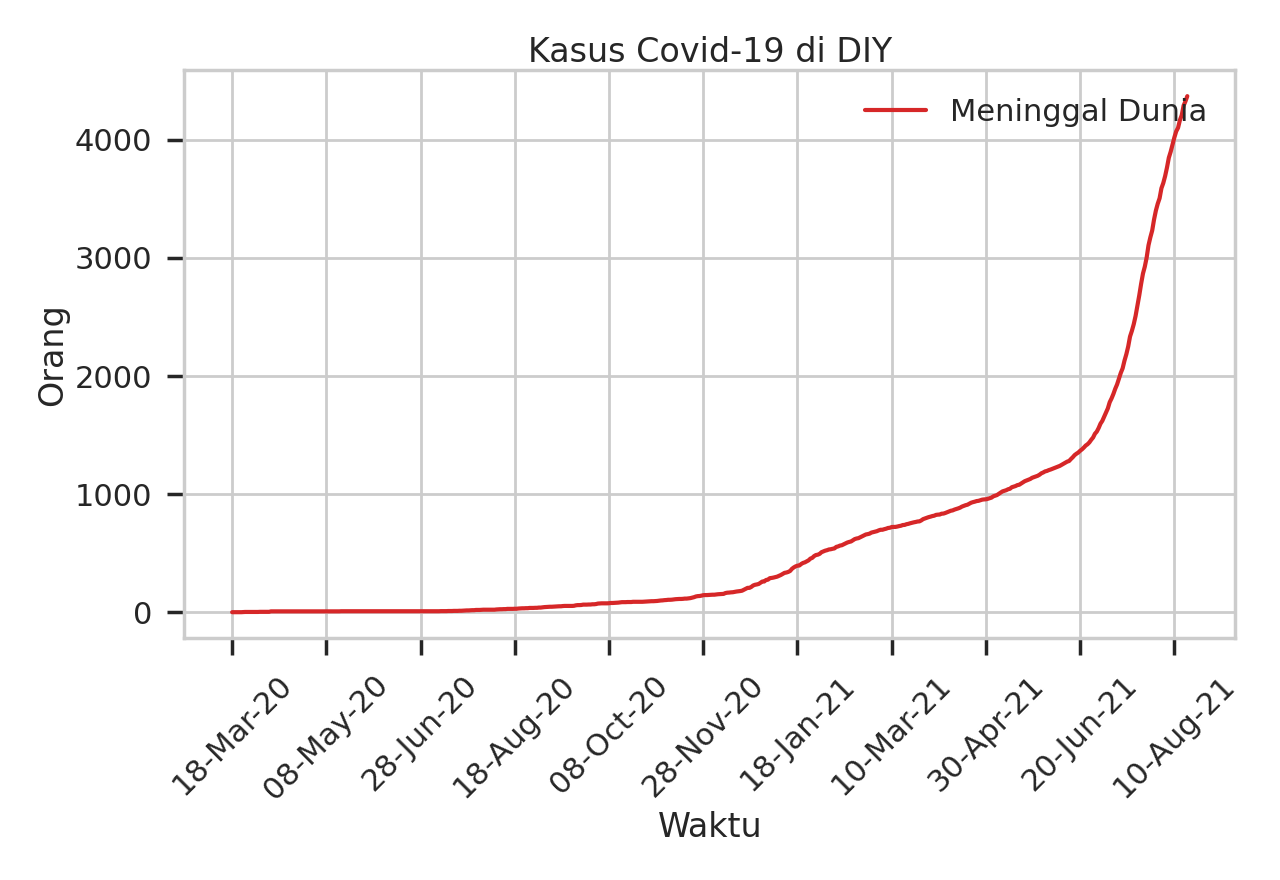 Kasus Covid-19 di DIY
Meninggal Dunia
4000
3000
2000
1000
0
Orang
18-Mar-20
08-May-20
28-Jun-20
18-Aug-20
08-Oct-20
28-Nov-20
18-Jan-21
10-Mar-21
30-Apr-21
20-Jun-21
10-Aug-21
Waktu